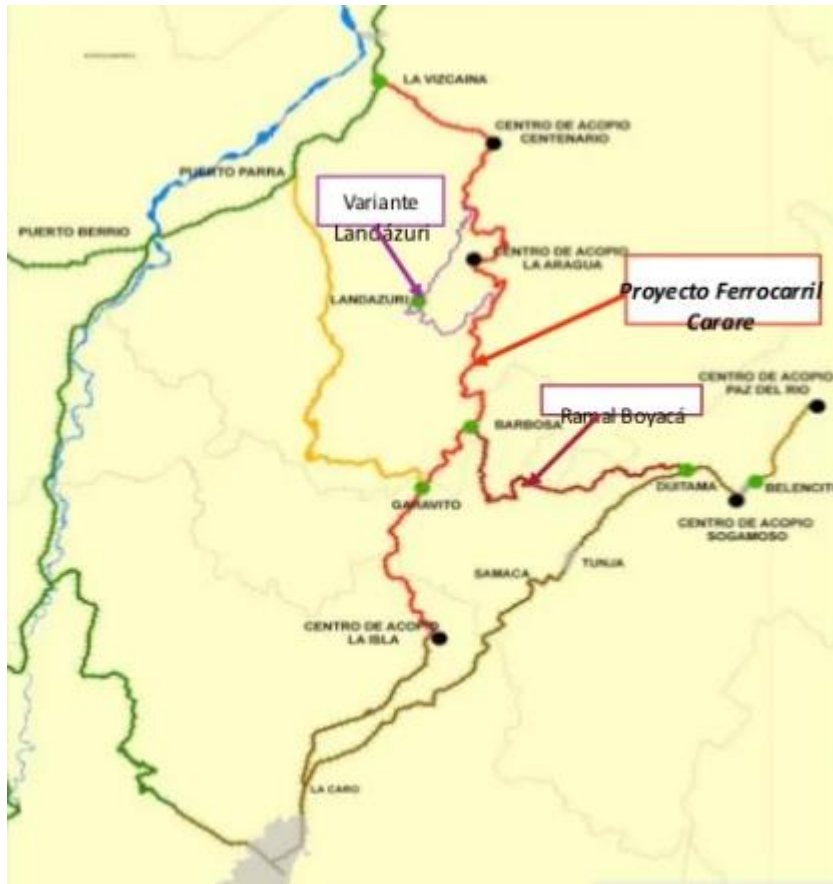 LA VIZCAINA
CENTRO DE ACOPIO
CENTENARIO
PUERTO PARRA
Variante
Landázuri
PUERTO BERRIO
CENTRO DE ACOPIO
LA ARAGUA
LANDAZURI
Proyecto Ferrocarril
Carare
CENTRO DE ACOPIO
PAZ DEL RIO
Ramal Boyacá
BARBOSA
DUITAMA
BELENCITO
GARAVITO
CENTRO DE ACOPIO
SOGAMOSO
TUNJA
SAMACA
CENTRO DE ACOPIO
LA ISLA
LA CARO